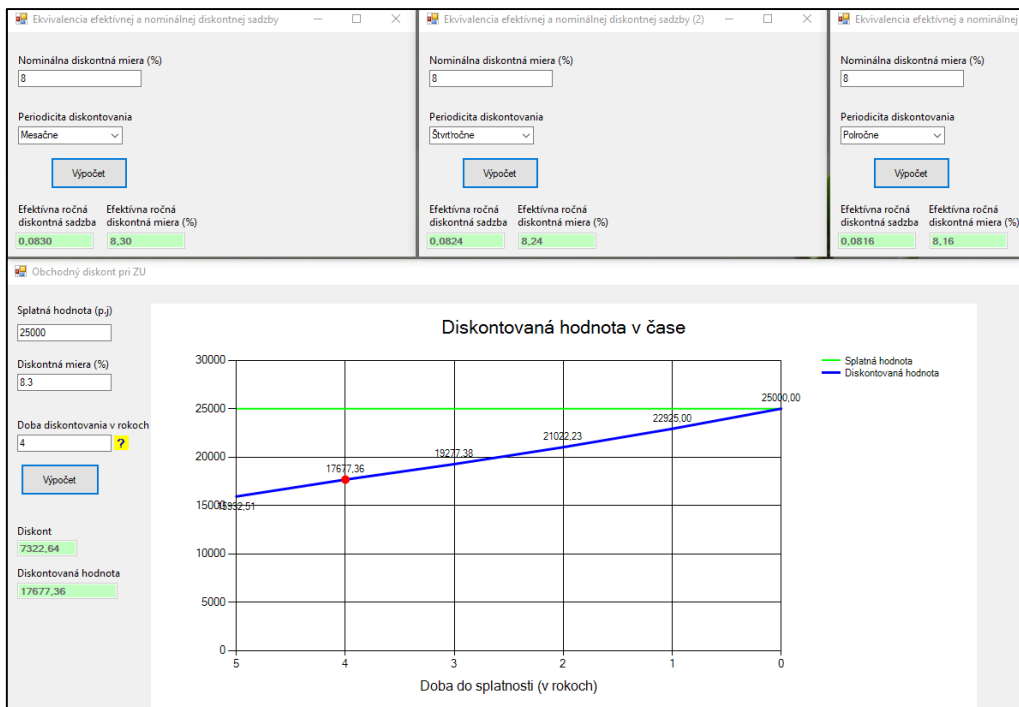 Ekvivalencia efektívnej a nominálnej diskontnej sadzby
Nominálna diskontná miera (%)
8
Periodicita diskontovania
Mesačne
Výpočet
Efektívna ročná diskontná sadzba
Efektívna ročná diskontná miera (%)
0,0830
8,30
Ekvivalencia efektívnej a nominálnej diskontnej sadzby (2)
Nominálna diskontná miera (%)
8
Periodicita diskontovania
Štvrťročne
Výpočet
Efektívna ročná diskontná sadzba
Efektívna ročná diskontná miera (%)
0,0824
8,24
Ekvivalencia efektívnej a nominálnej
Nominálna diskontná miera (%)
8
Periodicita diskontovania
Polročne
Výpočet
Efektívna ročná diskontná sadzba
Efektívna ročná diskontná miera (%)
0,0816
8,16
Obchodný diskont pri ZU
Splatná hodnota (p.j)
25000
Diskontná miera (%)
8.3
Doba diskontovania v rokoch
4
?
Výpočet
Diskont
7322,64
Diskontovaná hodnota
17677,36
Diskontovaná hodnota v čase
Splatná hodnota
Diskontovaná hodnota
30000
25000
20000
15000
10000
5000
0
15932,51
17677,36
19277,38
21022,23
22925,00
25000,00
5
4
3
2
1
0
Doba do splatnosti (v rokoch)